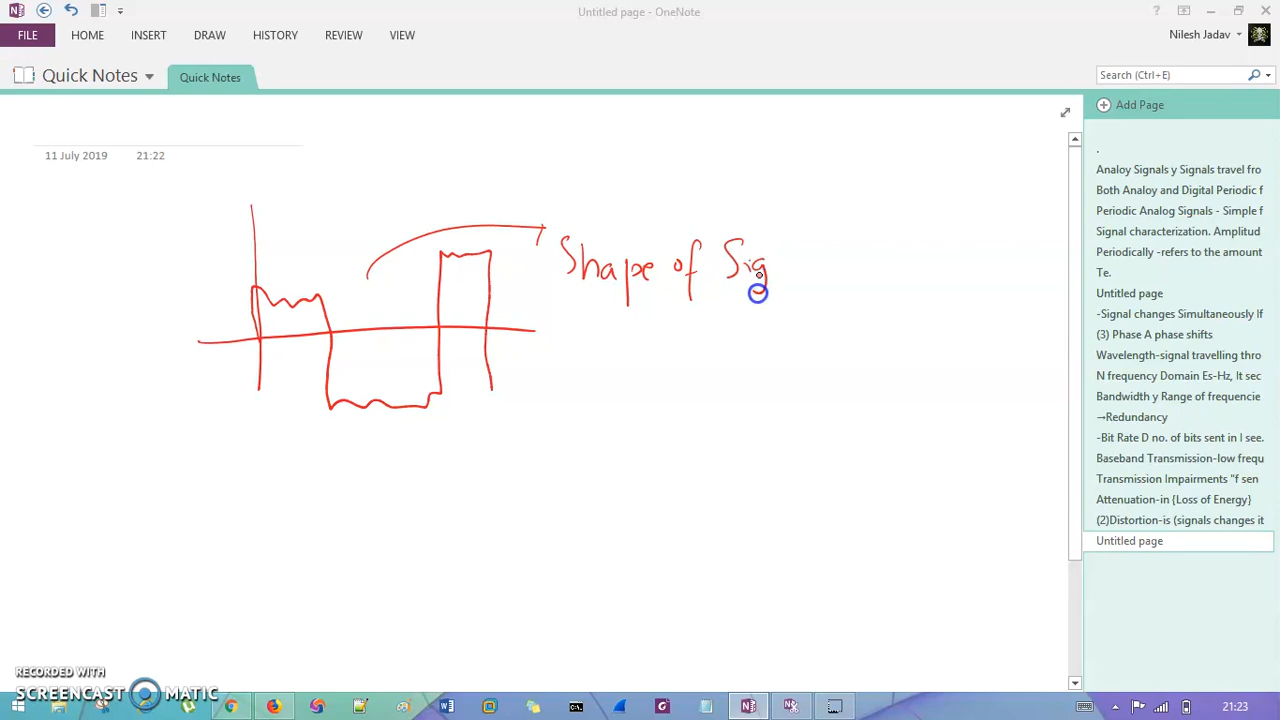 Untitled page - OneNote
FILE HOME INSERT DRAW HISTORY REVIEW VIEW
Nilesh Jadav
Quick Notes
Quick Notes
Search (Ctrl+E)
Add Page
11 July 2019 21:22
Shape of Sig
.
Analoy Signals y Signals travel fro
Both Analoy and Digital Periodic f
Periodic Analog Signals - Simple f
Signal characterization. Amplitud
Periodically -refers to the amount
Te.
Untitled page
-Signal changes Simultaneously If
(3) Phase A phase shifts
Wavelength-signal travelling thro
N frequency Domain Es-Hz, It sec
Bandwidth y Range of frequencie
→Redundancy
-Bit Rate D no. of bits sent in I see.
Baseband Transmission-low frequ
Transmission Impairments "f sen
Attenuation-in {Loss of Energy}
(2)Distortion-is (signals changes it
Untitled page
RECORDED WITH
SCREENCAST MATIC
21:23